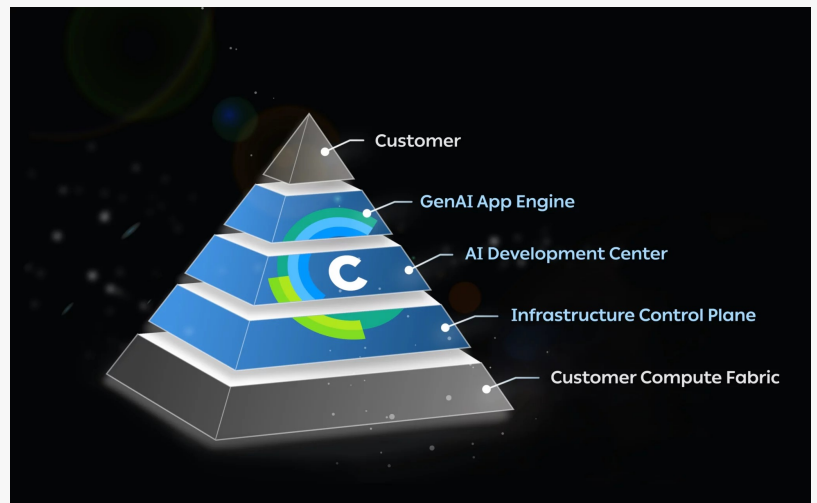 Customer
GenAI App Engine
AI Development Center
C
Infrastructure Control Plane
Customer Compute Fabric